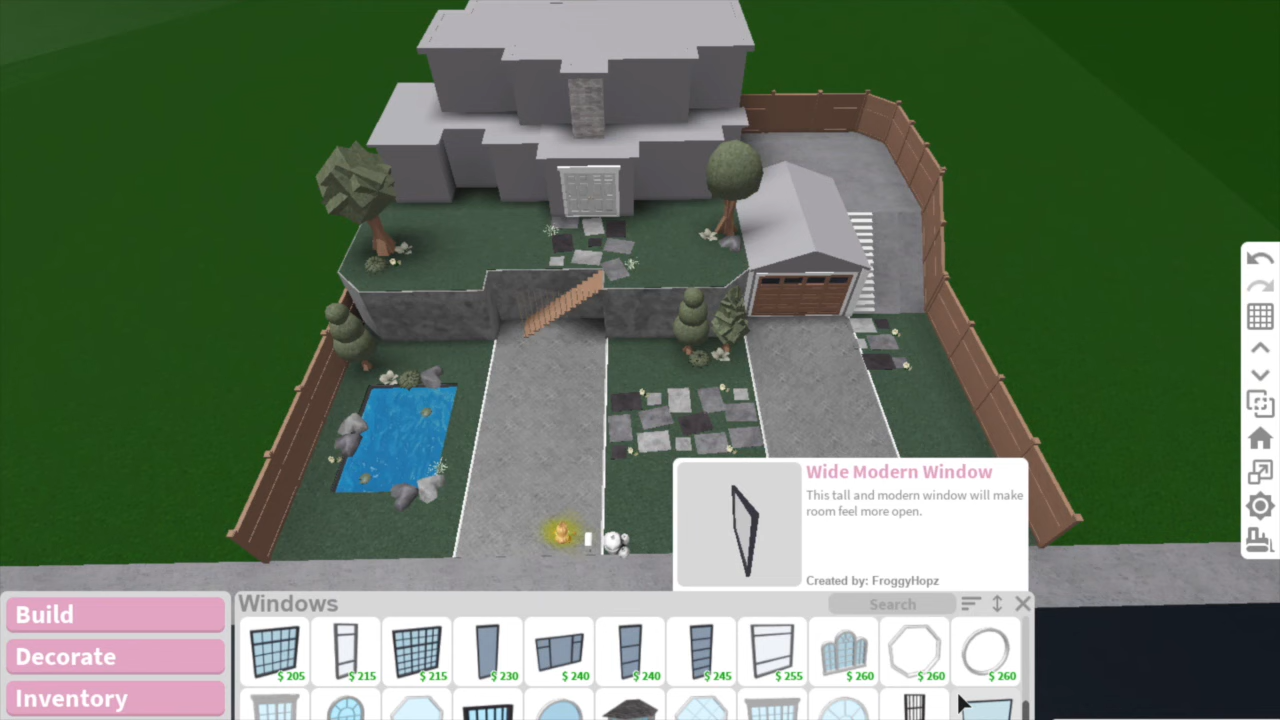 Wide Modern Window
This tall and modern window will make
room feel more open.
Created by: FroggyHopz
Windows
Search
Build
Decorate
Inventory
$ 205
$ 215
$ 215
$ 230
$ 240
$ 240
$ 245
$ 255
$ 260
$ 260
$ 260